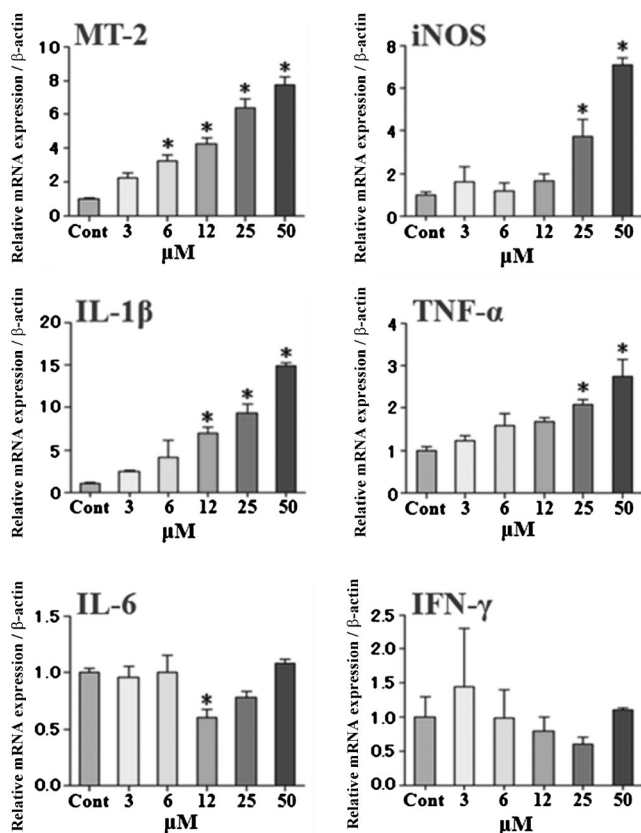 MT-2
Relative mRNA expression / β-actin
10
8
6
4
2
0
* * * *
Cont 3 6 12 25 50
μM
iNOS
Relative mRNA expression / β-actin
8
6
4
2
0
* *
Cont 3 6 12 25 50
μM
IL-1β
Relative mRNA expression / β-actin
20
15
10
5
0
* * *
Cont 3 6 12 25 50
μM
TNF-α
Relative mRNA expression / β-actin
4
3
2
1
0
* *
Cont 3 6 12 25 50
μM
IL-6
Relative mRNA expression / β-actin
1.5
1.0
0.5
0.0
*
Cont 3 6 12 25 50
μM
IFN-γ
Relative mRNA expression / β-actin
2.5
2.0
1.5
1.0
0.5
0.0
Cont 3 6 12 25 50
μM